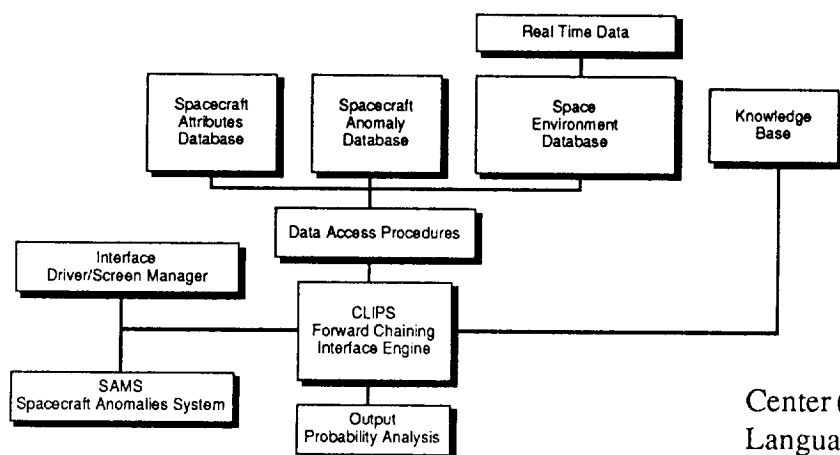 Real Time Data
Spacecraft
Attributes
Database
Spacecraft
Anomaly
Database
Space
Environment
Database
Knowledge
Base
Data Access Procedures
Interface
Driver/Screen Manager
CLIPS
Forward Chaining
Interface Engine
SAMS
Spacecraft Anomalies System
Output
Probability Analysis
Center (
Langua